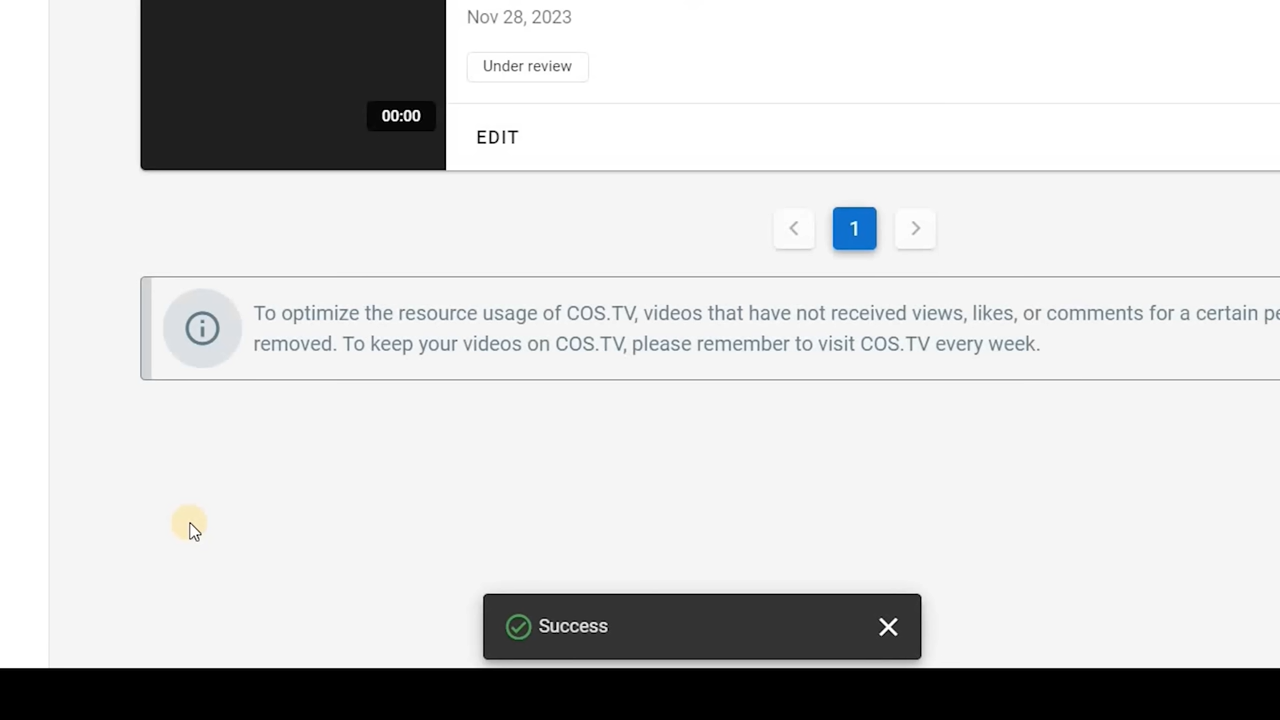 Nov 28, 2023
Under review
00:00
EDIT
1
To optimize the resource usage of COS.TV, videos that have not received views, likes, or comments for a certain
removed. To keep your videos on COS.TV, please remember to visit COS.TV every week.
Success